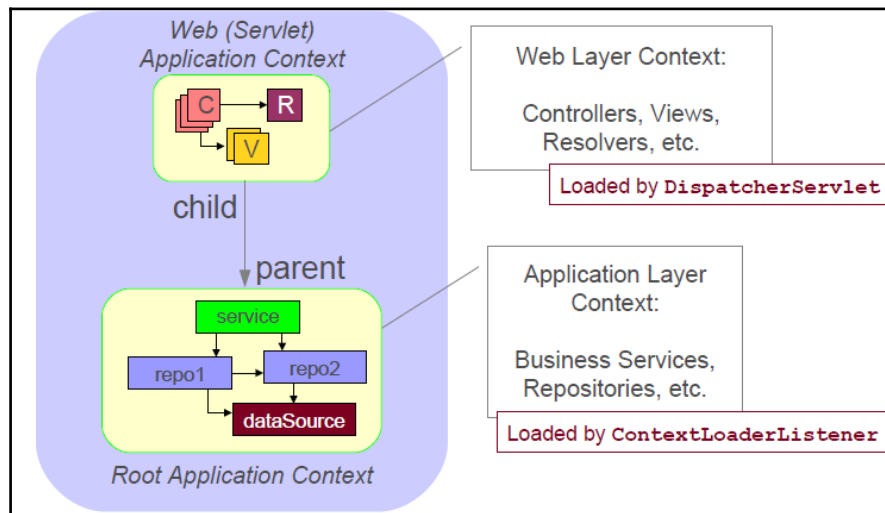 Web (Servlet)
Application Context
C
R
V
child
parent
service
repo1
repo2
dataSource
Root Application Context
Web Layer Context:
Controllers, Views,
Resolvers, etc.
Loaded by DispatcherServlet
Application Layer
Context:
Business Services,
Repositories, etc.
Loaded by ContextLoaderListener